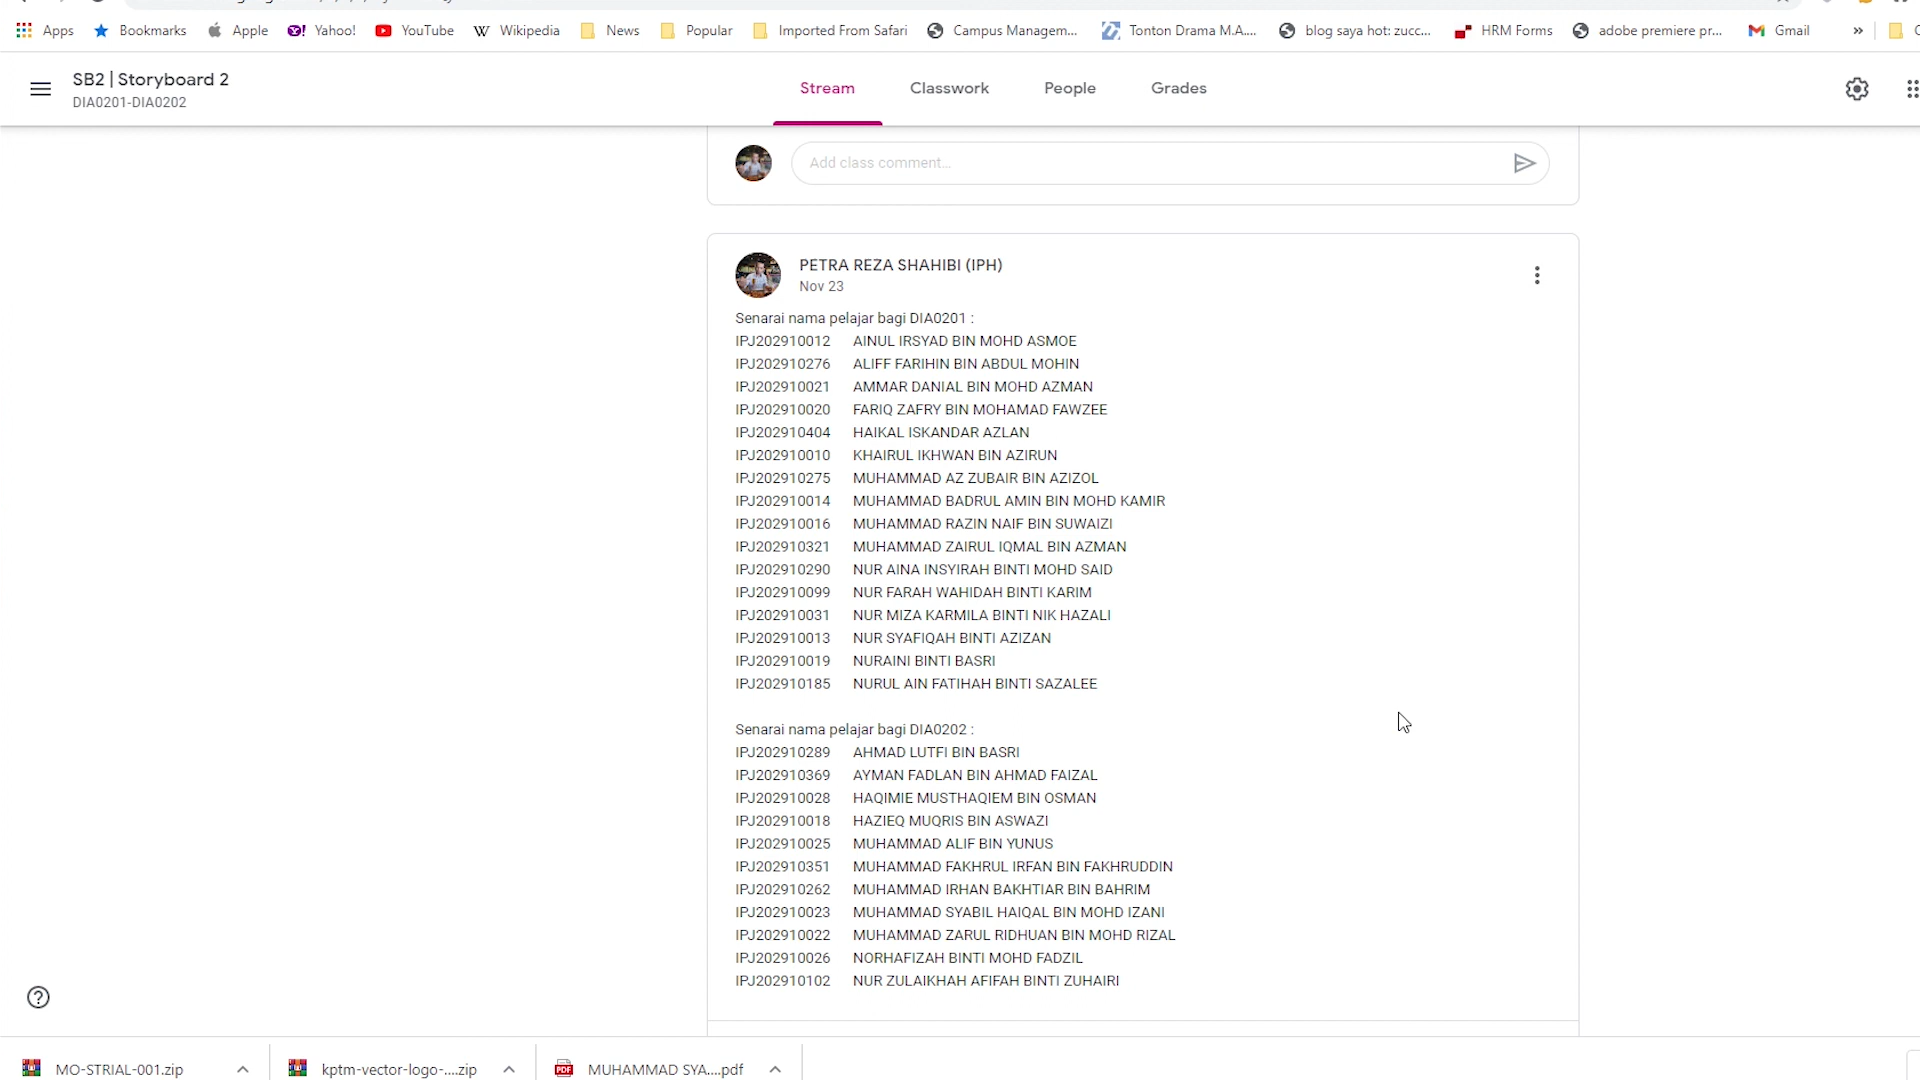 Apps Bookmarks Apple Yahoo! YouTube Wikipedia News Popular Imported From Safari Campus Managem... Tonton Drama M.A.... blog saya hot: zucc... HRM Forms adobe premiere pr... Gmail »
SB2 | Storyboard 2
DIA0201-DIA0202
Stream Classwork People Grades
Add class comment...
PETRA REZA SHAHIBI (IPH)
Nov 23
Senarai nama pelajar bagi DIA0201 :
IPJ202910012 AINUL IRSYAD BIN MOHD ASMOE
IPJ202910276 ALIFF FARIHIN BIN ABDUL MOHIN
IPJ202910021 AMMAR DANIAL BIN MOHD AZMAN
IPJ202910020 FARIQ ZAFRY BIN MOHAMAD FAWZEE
IPJ202910404 HAIKAL ISKANDAR AZLAN
IPJ202910010 KHAIRUL IKHWAN BIN AZIRUN
IPJ202910275 MUHAMMAD AZ ZUBAIR BIN AZIZOL
IPJ202910014 MUHAMMAD BADRUL AMIN BIN MOHD KAMIR
IPJ202910016 MUHAMMAD RAZIN NAIF BIN SUWAIZI
IPJ202910321 MUHAMMAD ZAIRUL IQMAL BIN AZMAN
IPJ202910290 NUR AINA INSYIRAH BINTI MOHD SAID
IPJ202910099 NUR FARAH WAHIDAH BINTI KARIM
IPJ202910031 NUR MIZA KARMILA BINTI NIK HAZALI
IPJ202910013 NUR SYAFIQAH BINTI AZIZAN
IPJ202910019 NURAINI BINTI BASRI
IPJ202910185 NURUL AIN FATIHAH BINTI SAZALEE
Senarai nama pelajar bagi DIA0202 :
IPJ202910289 AHMAD LUTFI BIN BASRI
IPJ202910369 AYMAN FADLAN BIN AHMAD FAIZAL
IPJ202910028 HAQIMIE MUSTHAQIEM BIN OSMAN
IPJ202910018 HAZIEQ MUQRIS BIN ASWAZI
IPJ202910025 MUHAMMAD ALIF BIN YUNUS
IPJ202910351 MUHAMMAD FAKHRUL IRFAN BIN FAKHRUDDIN
IPJ202910262 MUHAMMAD IRHAN BAKHTIAR BIN BAHRIM
IPJ202910023 MUHAMMAD SYABIL HAIQAL BIN MOHD IZANI
IPJ202910022 MUHAMMAD ZARUL RIDHUAN BIN MOHD RIZAL
IPJ202910026 NORHAFIZAH BINTI MOHD FADZIL
IPJ202910102 NUR ZULAIKHAH AFIFAH BINTI ZUHAIRI
MO-STRIAL-001.zip kptm-vector-logo-....zip PDF MUHAMMAD SYA....pdf